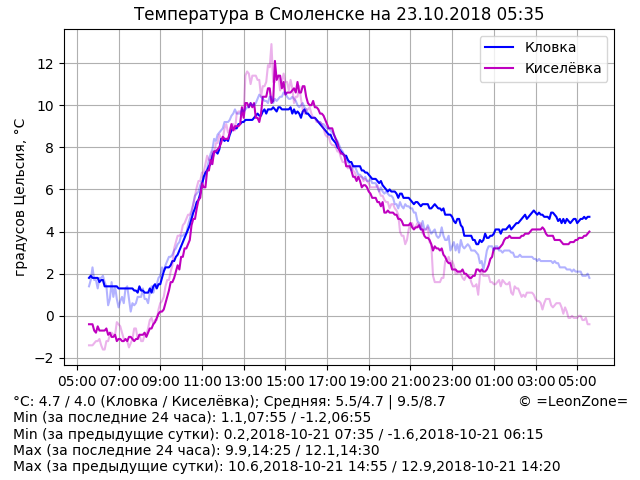 Температура в Смоленске на 23.10.2018 05:35
Кловка
Киселёвка
градусов Цельсия, °C
12
10
8
6
4
2
0
−2
05:00 07:00 09:00 11:00 13:00 15:00 17:00 19:00 21:00 23:00 01:00 03:00 05:00
°C: 4.7 / 4.0 (Кловка / Киселёвка); Средняя: 5.5/4.7 | 9.5/8.7 © =LeonZone=
Min (за последние 24 часа): 1.1,07:55 / -1.2,06:55
Min (за предыдущие сутки): 0.2,2018-10-21 07:35 / -1.6,2018-10-21 06:15
Max (за последние 24 часа): 9.9,14:25 / 12.1,14:30
Max (за предыдущие сутки): 10.6,2018-10-21 14:55 / 12.9,2018-10-21 14:20